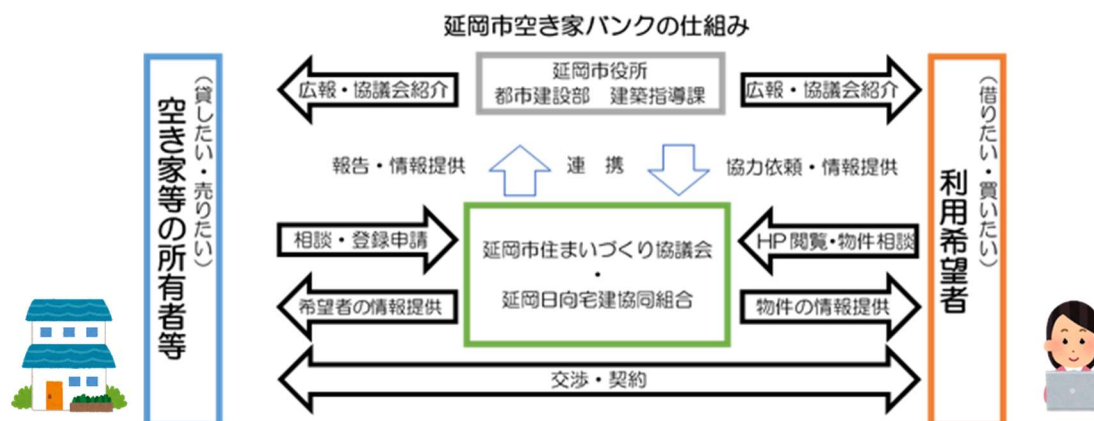 延岡市空き家バンクの仕組み
空き家等の所有者等
(貸したい・売りたい)
広報・協議会紹介
延岡市役所
都市建設部 建築指導課
広報・協議会紹介
報告・情報提供
連 携
協力依頼・情報提供
相談・登録申請
延岡市住まいづくり協議会
・
延岡日向宅建協同組合
HP 閲覧・物件相談
希望者の情報提供
物件の情報提供
交渉・契約
(借りたい・買いたい)
利用希望者